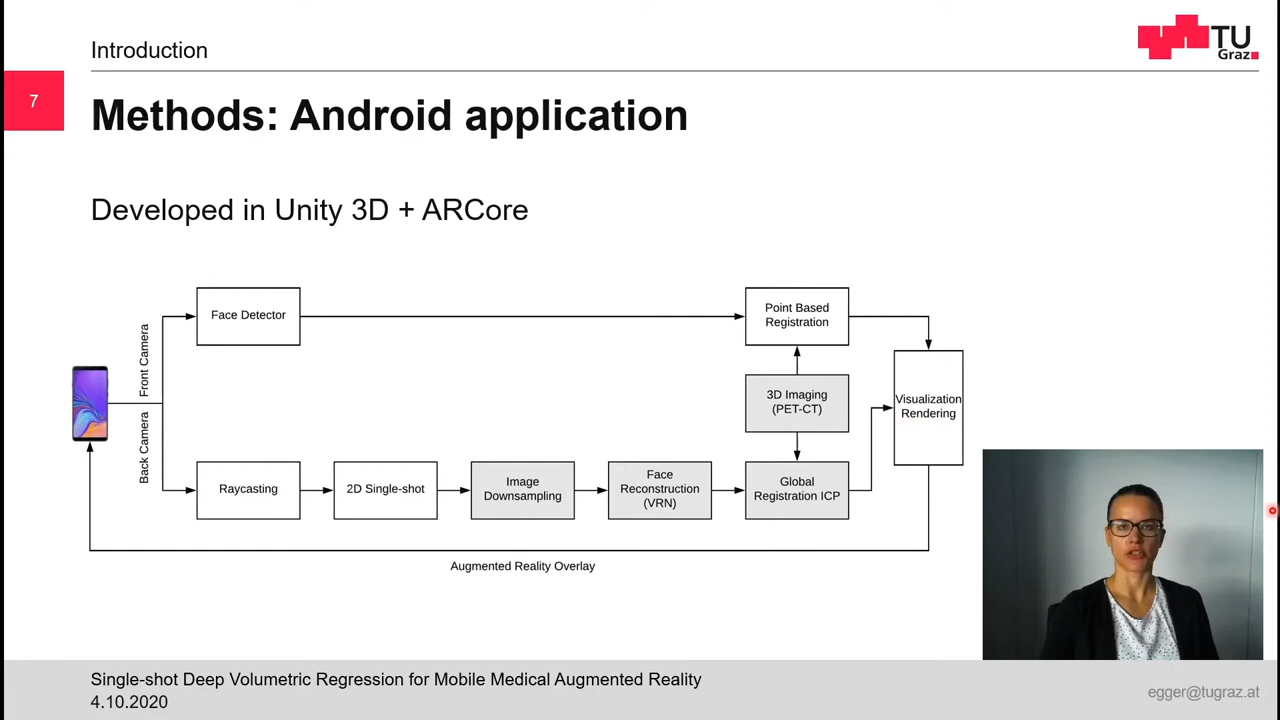 Introduction
TU
Graz
7
Methods: Android application
Developed in Unity 3D + ARCore
Face Detector
Point Based
Registration
Front Camera
3D Imaging
(PET-CT)
Visualization
Rendering
Back Camera
Raycasting
2D Single-shot
Image
Downsampling
Face
Reconstruction
(VRN)
Global
Registration ICP
Augmented Reality Overlay
Single-shot Deep Volumetric Regression for Mobile Medical Augmented Reality
4.10.2020
egger@tugraz.at